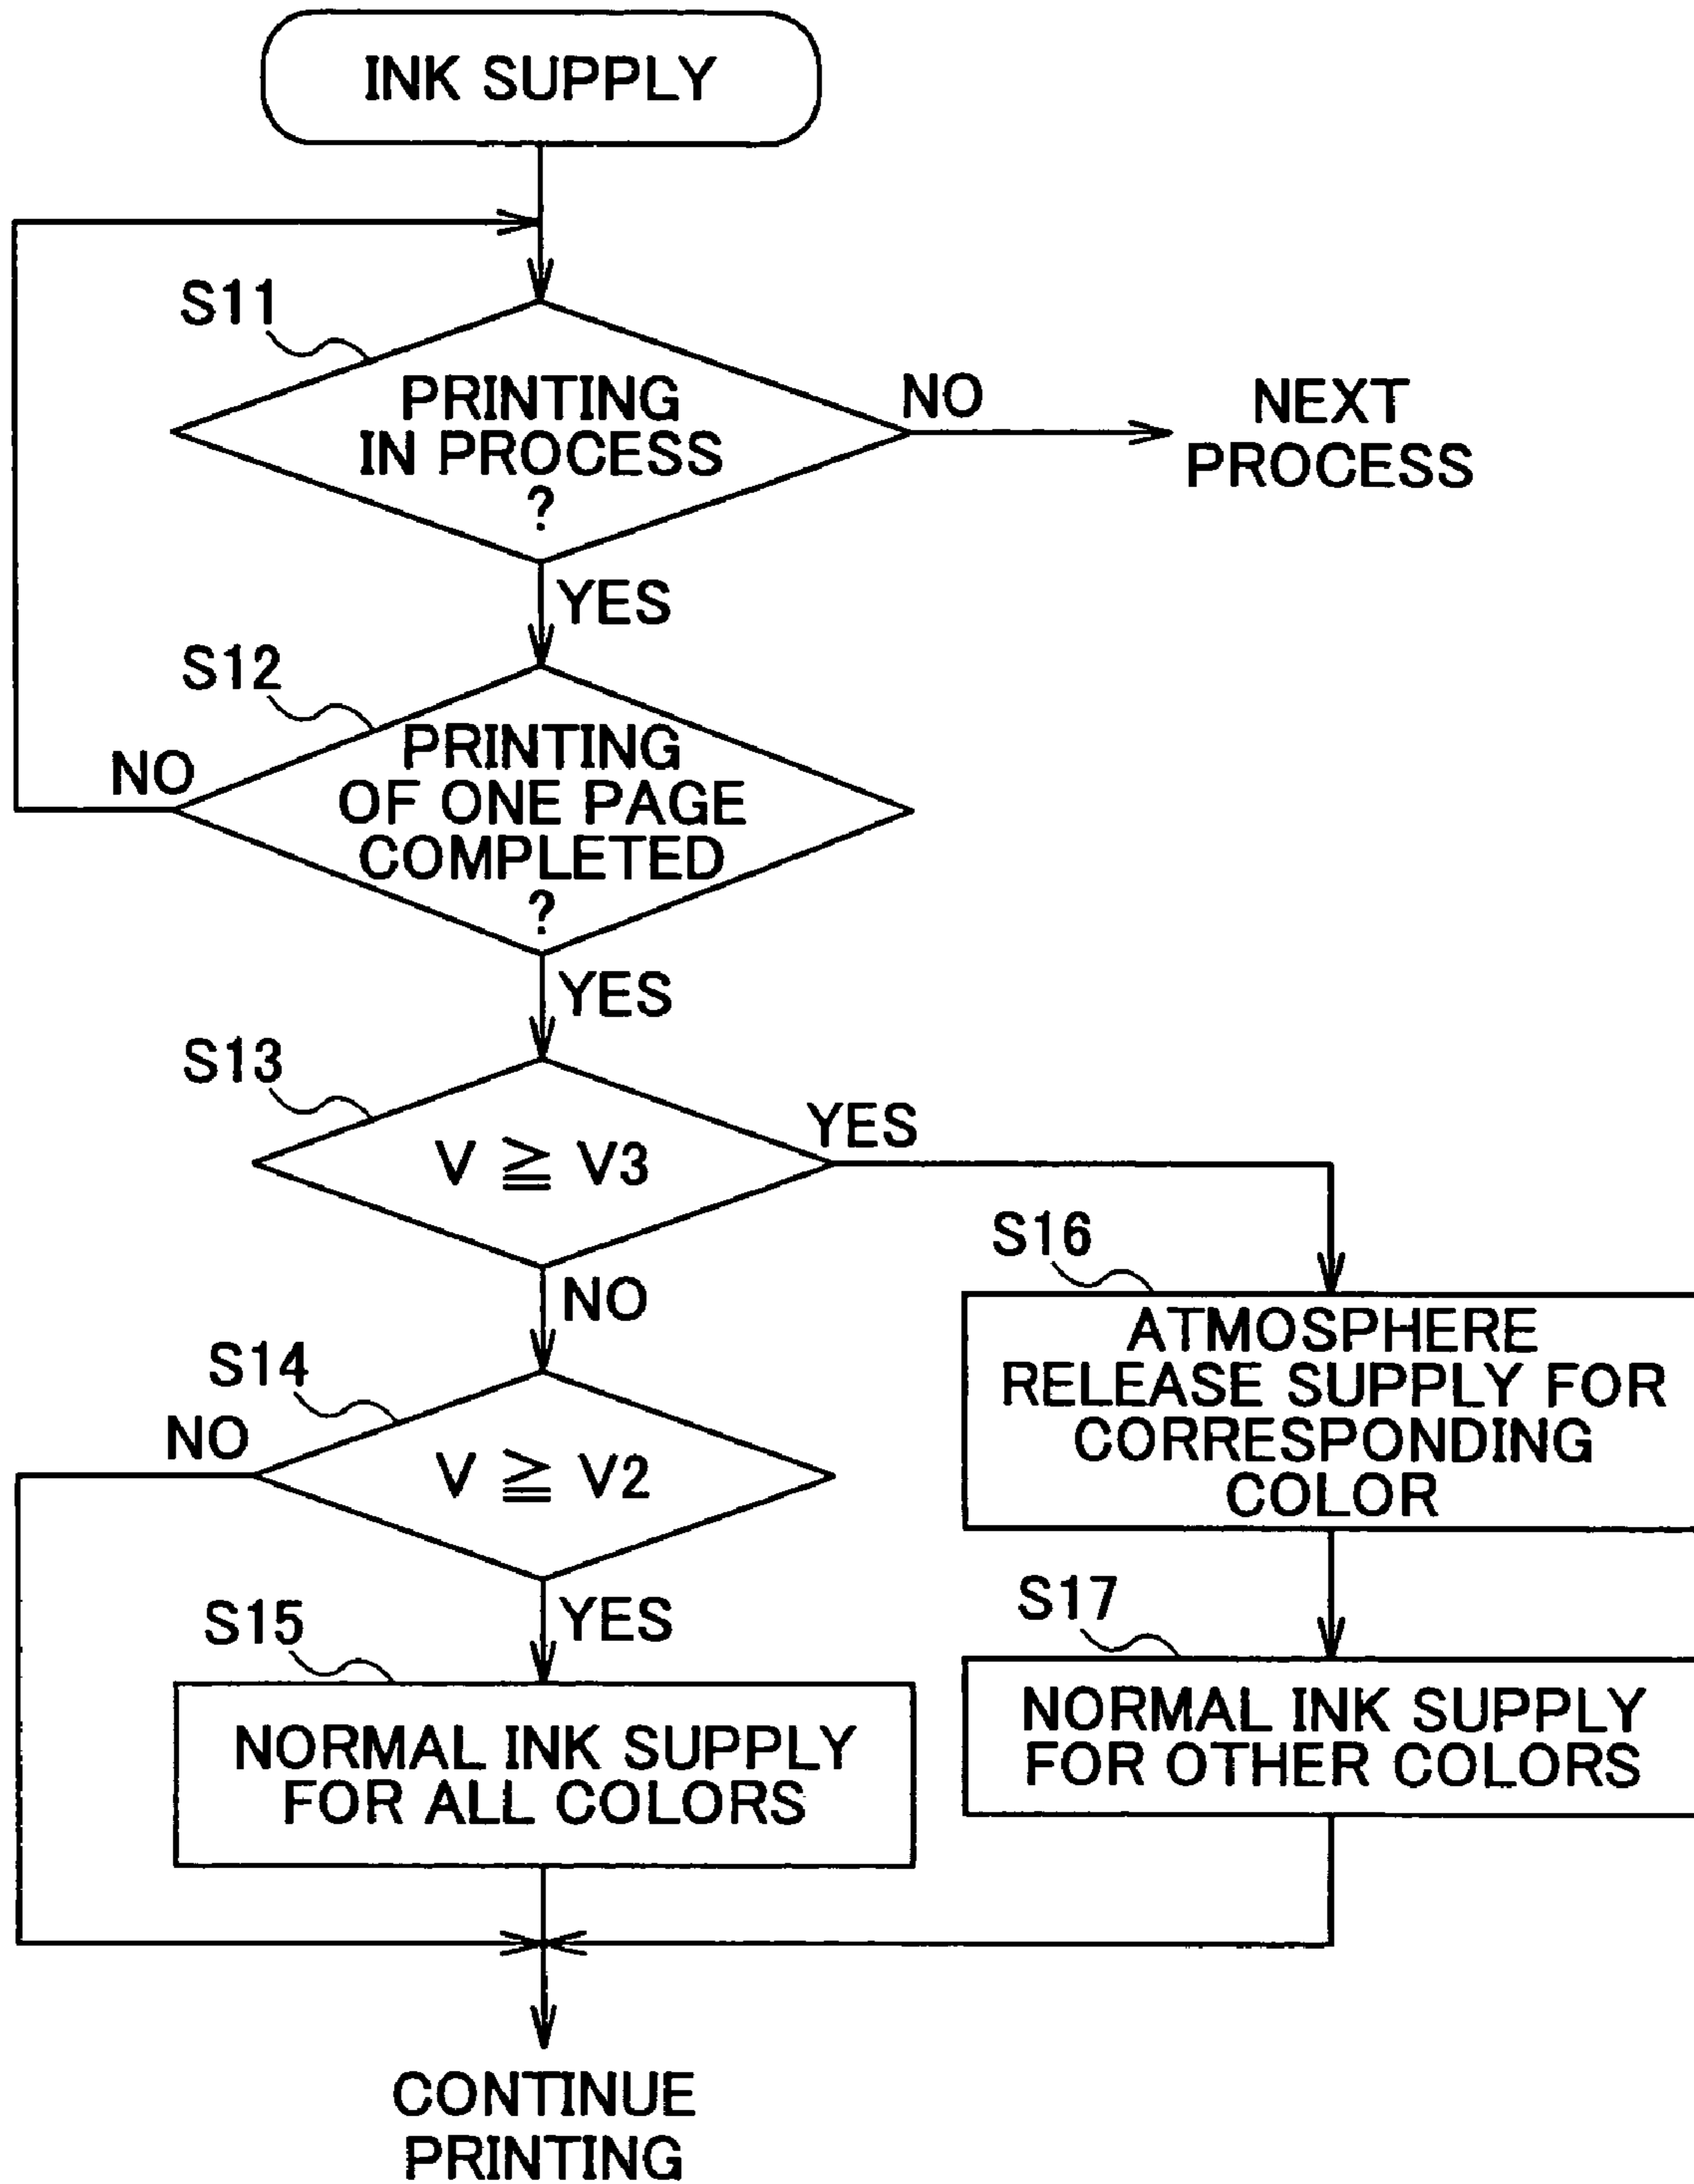 INK SUPPLY
S11
PRINTING
IN PROCESS
?
NO
NEXT
PROCESS
YES
S12
PRINTING
OF ONE PAGE
COMPLETED
?
NO
YES
S13
V ≧ V3
YES
NO
S14
V ≧ V2
NO
YES
S15
NORMAL INK SUPPLY
FOR ALL COLORS
S16
ATMOSPHERE
RELEASE SUPPLY FOR
CORRESPONDING
COLOR
S17
NORMAL INK SUPPLY
FOR OTHER COLORS
CONTINUE
PRINTING